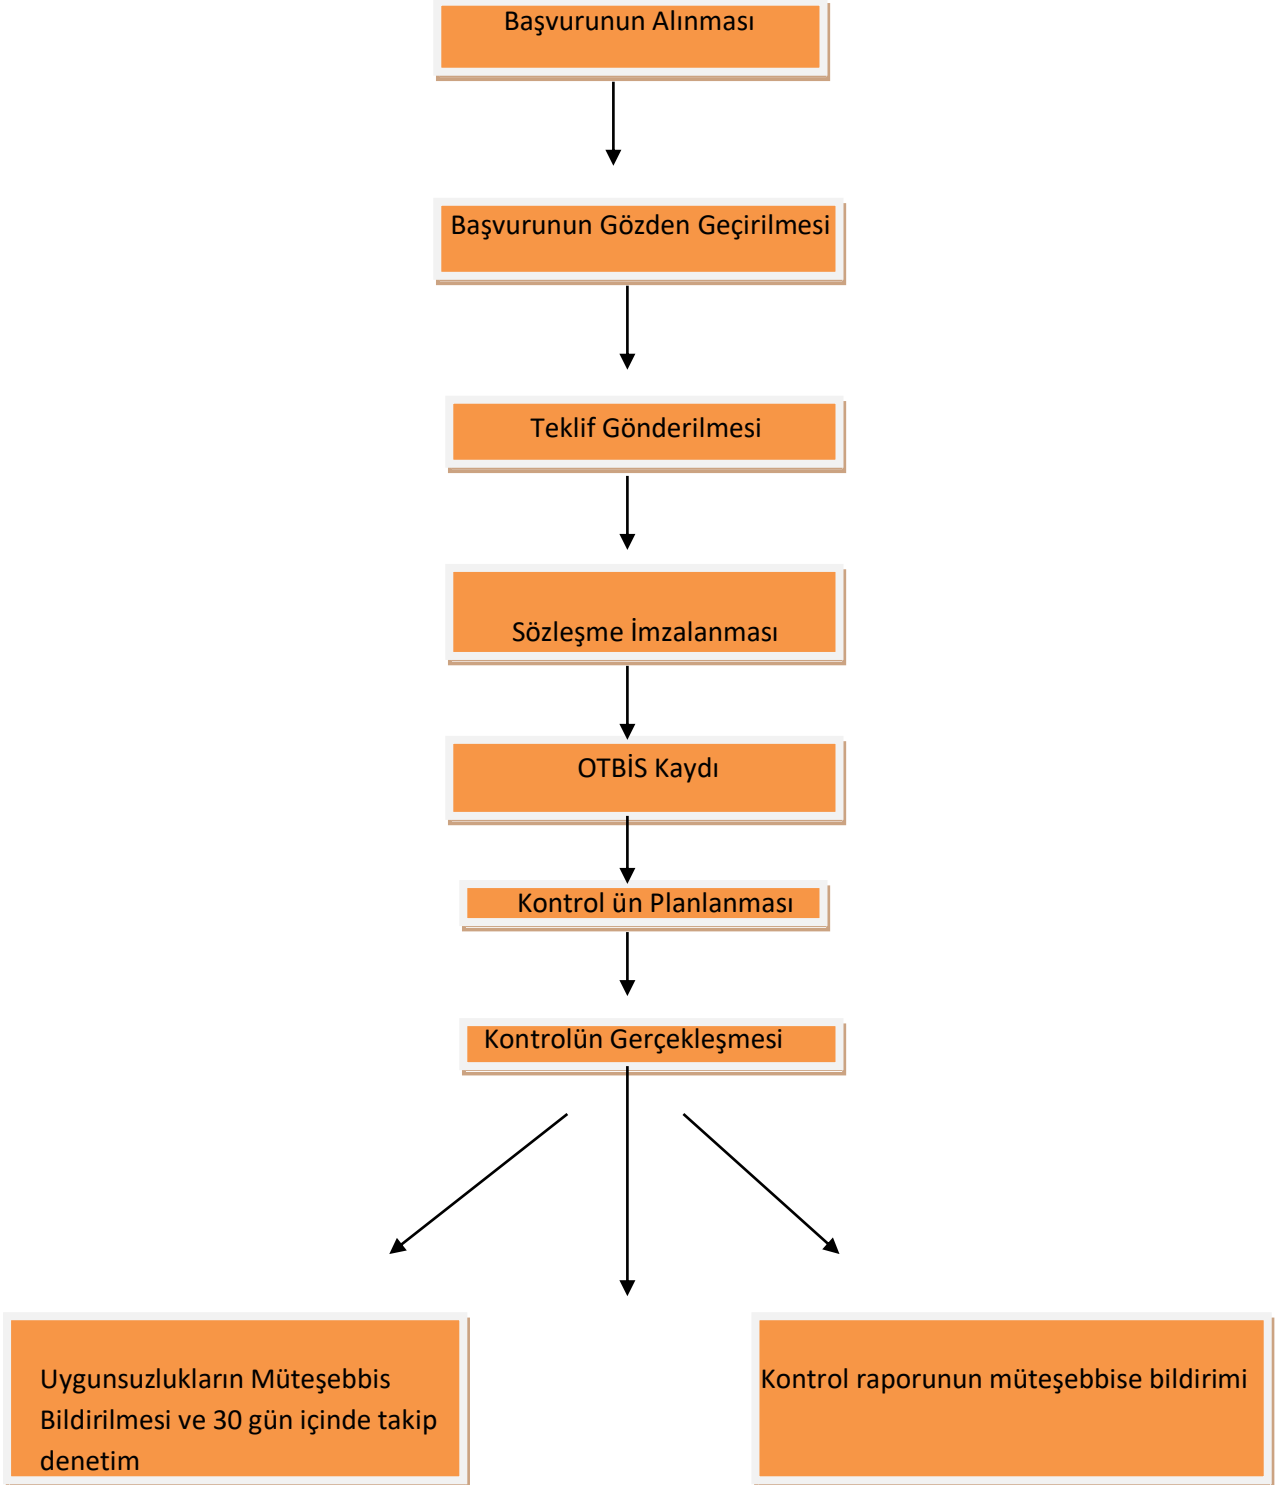 Başvurunun Alınması
Başvurunun Gözden Geçirilmesi
Teklif Gönderilmesi
Sözleşme İmzalanması
OTBİS Kaydı
Kontrol ün Planlanması
Kontrolün Gerçekleşmesi
Uygunsuzlukların Müteşebbis
Bildirilmesi ve 30 gün içinde takip
denetim
Kontrol raporunun müteşebbise bildirimi